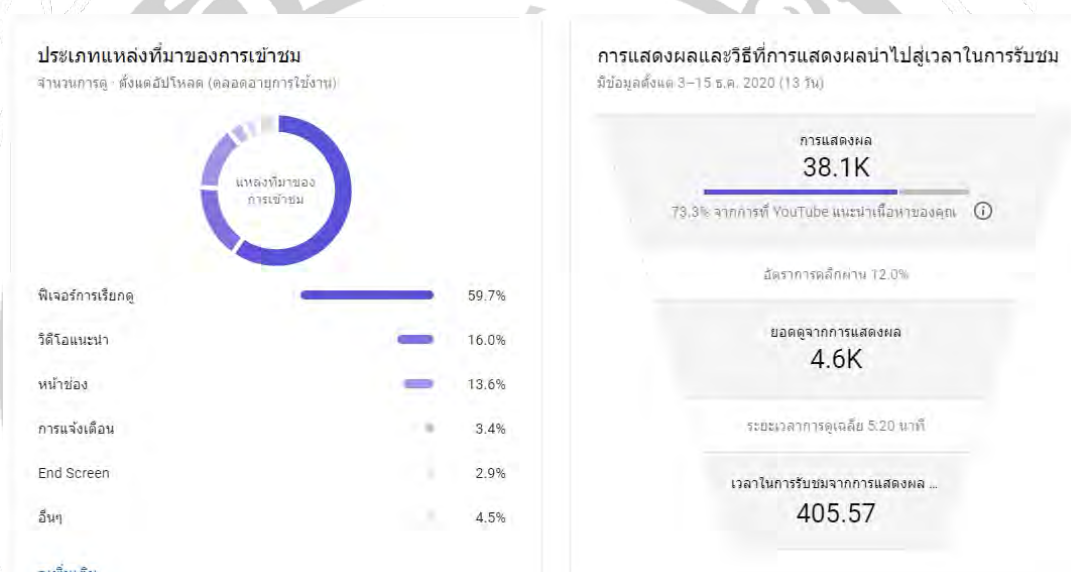 ประเภทแหล่งที่มาของการเข้าชม
จำนวนการดู · ตั้งแต่อัปโหลด (ตลอดอายุการใช้งาน)
แหล่งที่มาของ
การเข้าชม
ฟีเจอร์การเรียกดู 59.7%
วิดีโอแนะนำ 16.0%
หน้าช่อง 13.6%
การแจ้งเตือน 3.4%
End Screen 2.9%
อื่นๆ 4.5%
การแสดงผลและวิธีที่การแสดงผลนำไปสู่เวลาในการรับชม
มีข้อมูลตั้งแต่ 3–15 ธ.ค. 2020 (13 วัน)
การแสดงผล
38.1K
73.3% จากการที่ YouTube แนะนำเนื้อหาของคุณ
อัตราการคลิกผ่าน 12.0%
ยอดดูจากการแสดงผล
4.6K
ระยะเวลาการดูเฉลี่ย 5:20 นาที
เวลาในการรับชมจากการแสดงผล ...
405.57